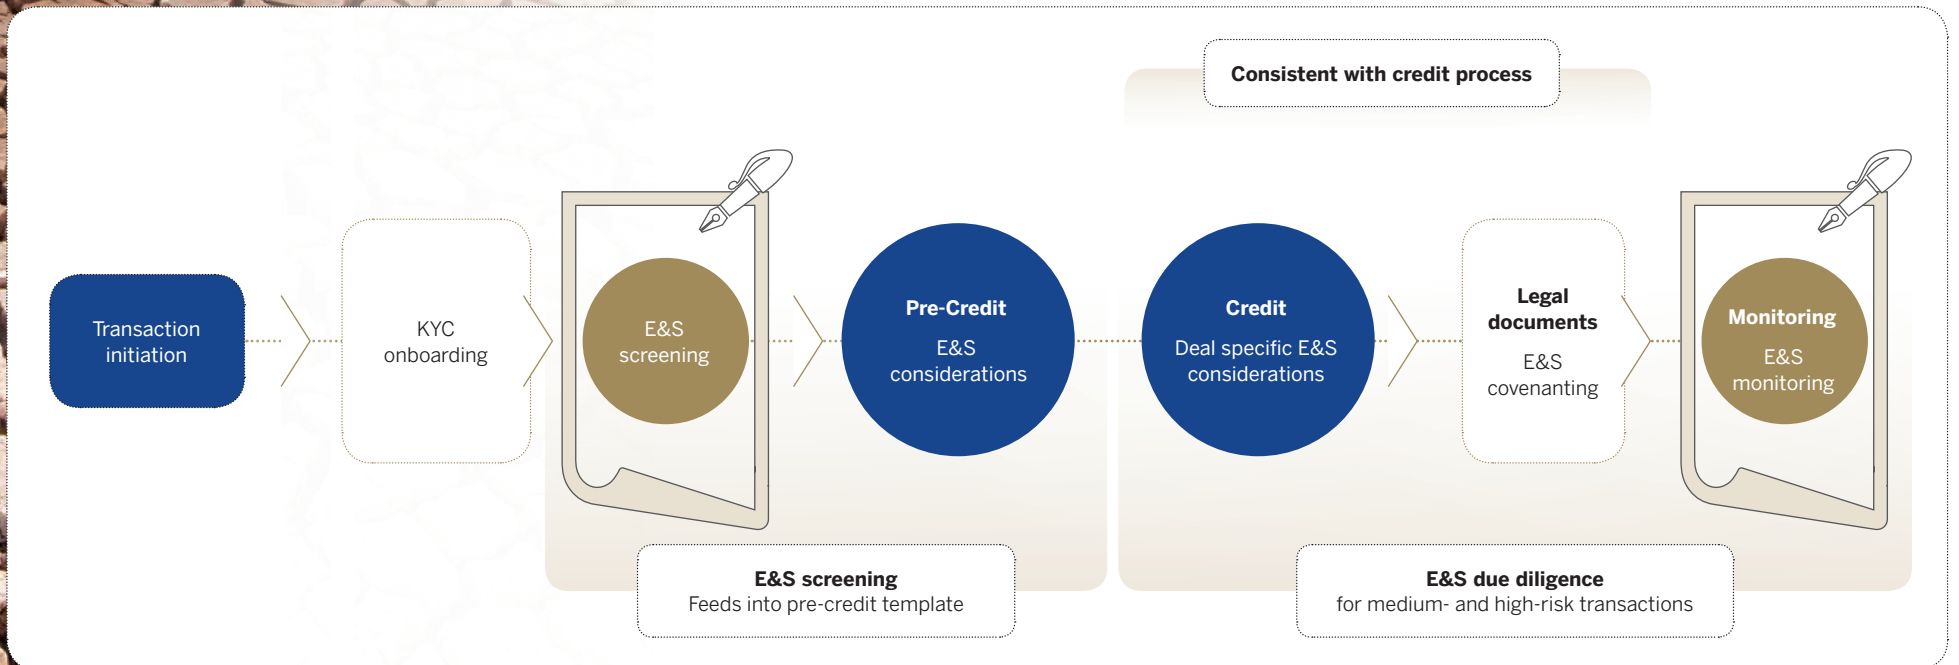 Consistent with credit process
Transaction
initiation
KYC
onboarding
E&S
screening
Pre-Credit
E&S
considerations
Credit
Deal specific E&S
considerations
Legal
documents
E&S
covenanting
Monitoring
E&S
monitoring
E&S screening
Feeds into pre-credit template
E&S due diligence
for medium- and high-risk transactions